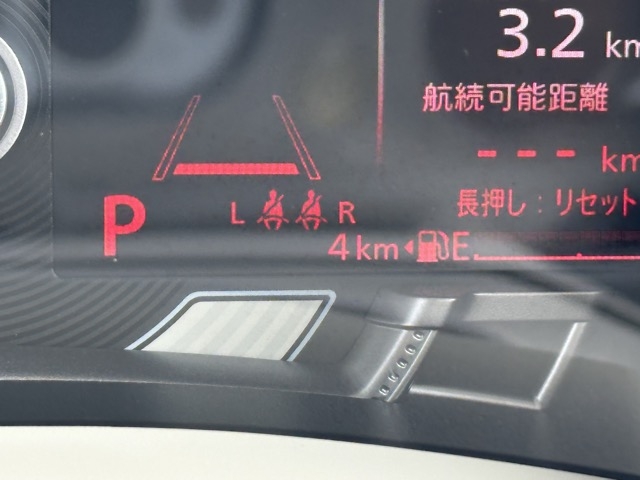 3.2 km
航続可能距離
--- km
L R
長押し：リセット
P
4km E